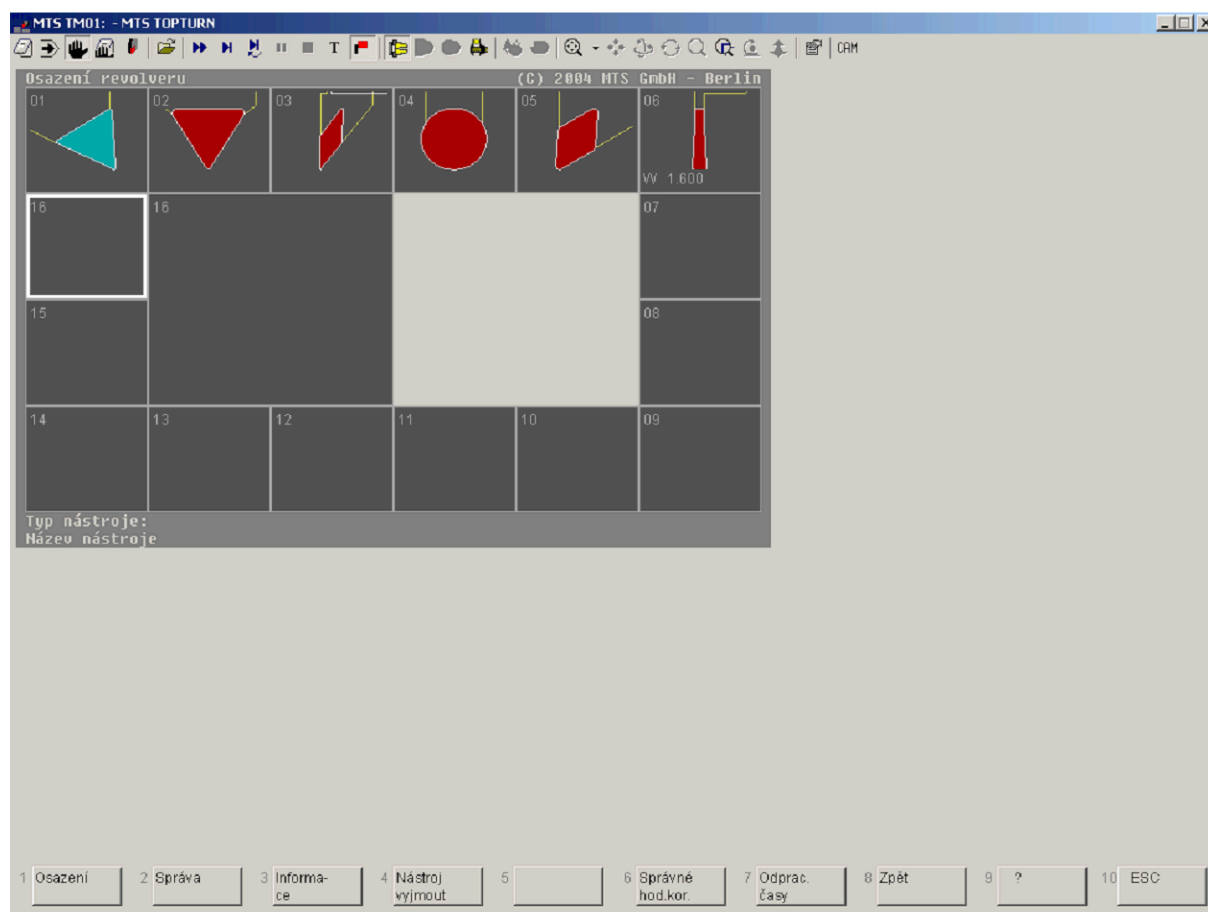 MTS TM01: - MTS TOPTURN
T
CAM
Osazení revolveru (C) 2004 MTS GmbH - Berlin
01 02 03 04 05 06
W 1.600
16 16 07
15 08
14 13 12 11 10 09
Typ nástroje:
Název nástroje
1 Osazení 2 Správa 3 Informa-
ce 4 Nástroj
vyjmout 5 6 Správné
hod.kor. 7 Odprac.
časy 8 Zpět 9 ? 10 ESC